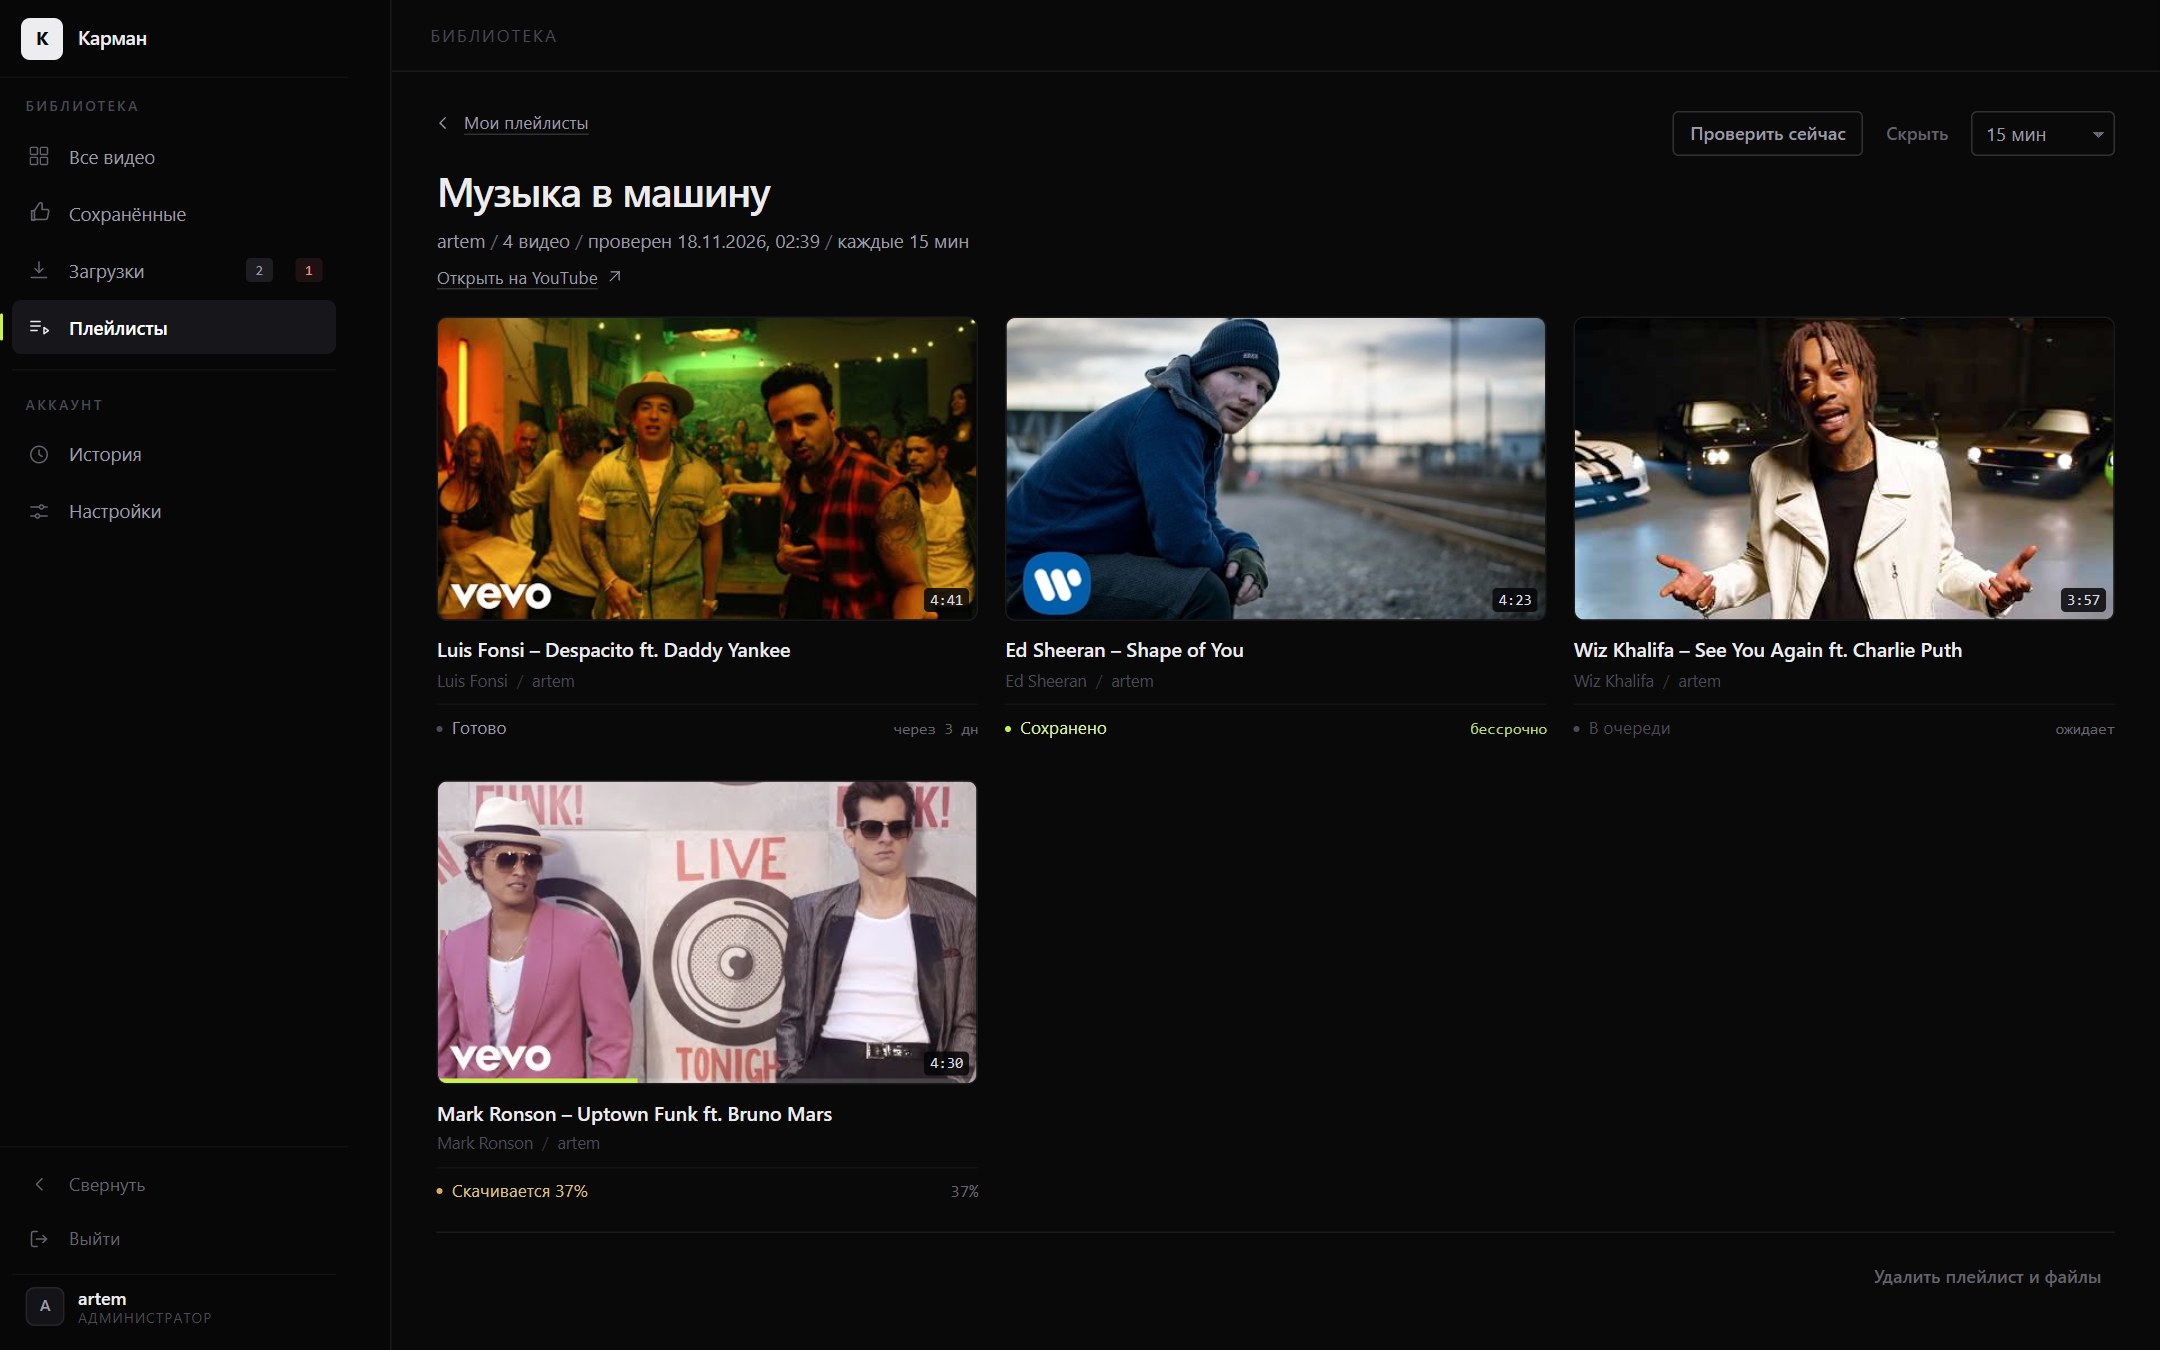 К Карман
БИБЛИОТЕКА
Все видео
Сохранённые
Загрузки 2 1
Плейлисты
АККАУНТ
История
Настройки
Свернуть
Выйти
A artem
АДМИНИСТРАТОР
БИБЛИОТЕКА
Мои плейлисты
Проверить сейчас Скрыть 15 мин
Музыка в машину
artem / 4 видео / проверен 18.11.2026, 02:39 / каждые 15 мин
Открыть на YouTube
vevo 4:41
Luis Fonsi – Despacito ft. Daddy Yankee
Luis Fonsi / artem
Готово через 3 дн
W 4:23
Ed Sheeran – Shape of You
Ed Sheeran / artem
Сохранено бессрочно
3:57
Wiz Khalifa – See You Again ft. Charlie Puth
Wiz Khalifa / artem
В очереди ожидает
FUNK! K!
LIVE
TONIGH
vevo 4:30
Mark Ronson – Uptown Funk ft. Bruno Mars
Mark Ronson / artem
Скачивается 37% 37%
Удалить плейлист и файлы